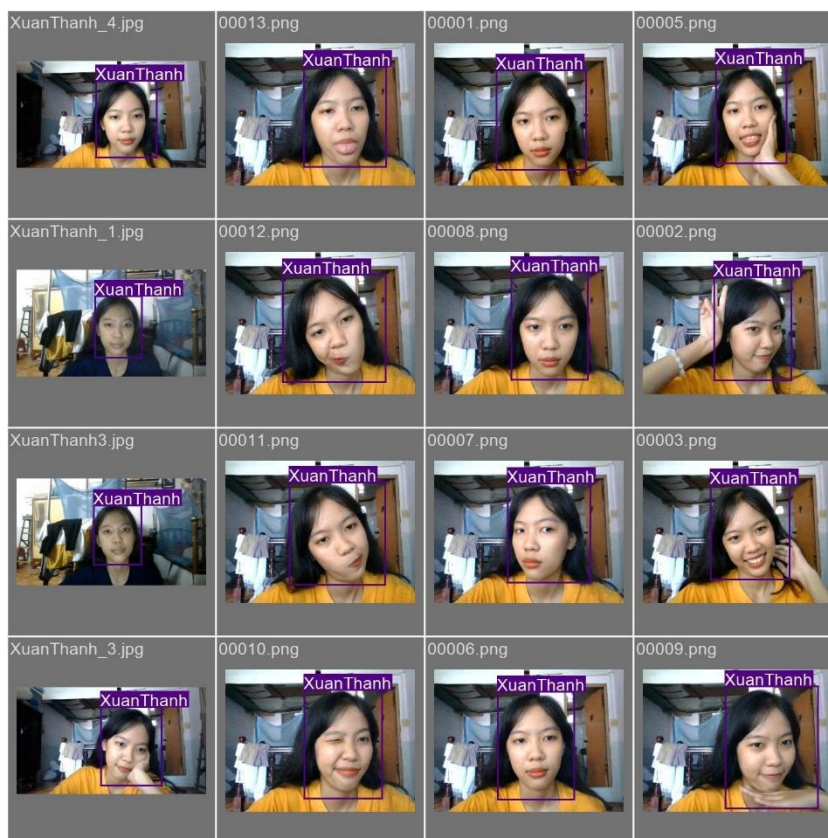 XuanThanh_4.jpg 00013.png 00001.png 00005.png
XuanThanh XuanThanh XuanThanh XuanThanh
XuanThanh_1.jpg 00012.png 00008.png 00002.png
XuanThanh XuanThanh XuanThanh XuanThanh
XuanThanh3.jpg 00011.png 00007.png 00003.png
XuanThanh XuanThanh XuanThanh XuanThanh
XuanThanh_3.jpg 00010.png 00006.png 00009.png
XuanThanh XuanThanh XuanThanh XuanThanh